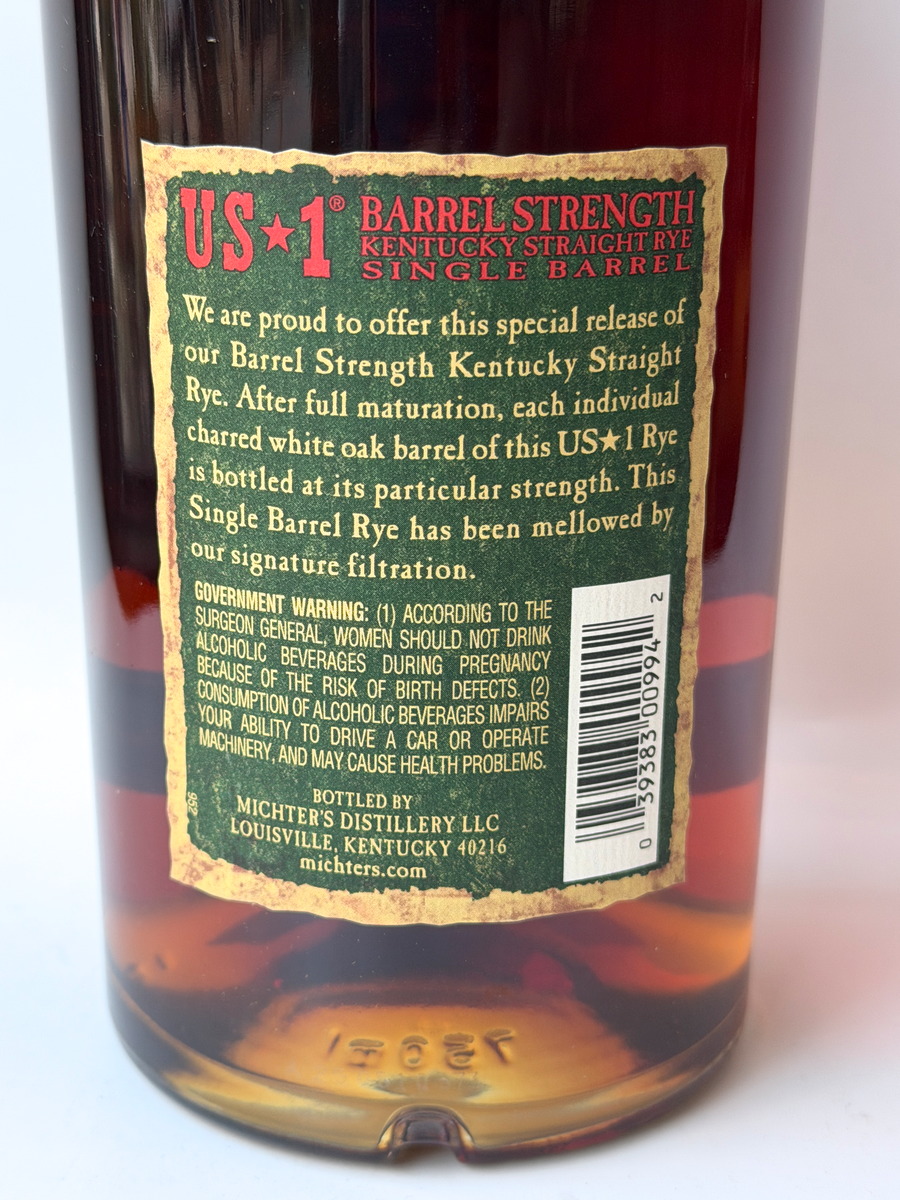 US★1® BARREL STRENGTH
KENTUCKY STRAIGHT RYE
SINGLE BARREL
We are proud to offer this special release of
our Barrel Strength Kentucky Straight
Rye. After full maturation, each individual
charred white oak barrel of this US★1 Rye
is bottled at its particular strength. This
Single Barrel Rye has been mellowed by
our signature filtration.
GOVERNMENT WARNING: (1) ACCORDING TO THE
SURGEON GENERAL, WOMEN SHOULD NOT DRINK
ALCOHOLIC BEVERAGES DURING PREGNANCY
BECAUSE OF THE RISK OF BIRTH DEFECTS. (2)
CONSUMPTION OF ALCOHOLIC BEVERAGES IMPAIRS
YOUR ABILITY TO DRIVE A CAR OR OPERATE
MACHINERY, AND MAY CAUSE HEALTH PROBLEMS.
952
BOTTLED BY
MICHTER'S DISTILLERY LLC
LOUISVILLE, KENTUCKY 40216
michters.com
0 39383 00994 2